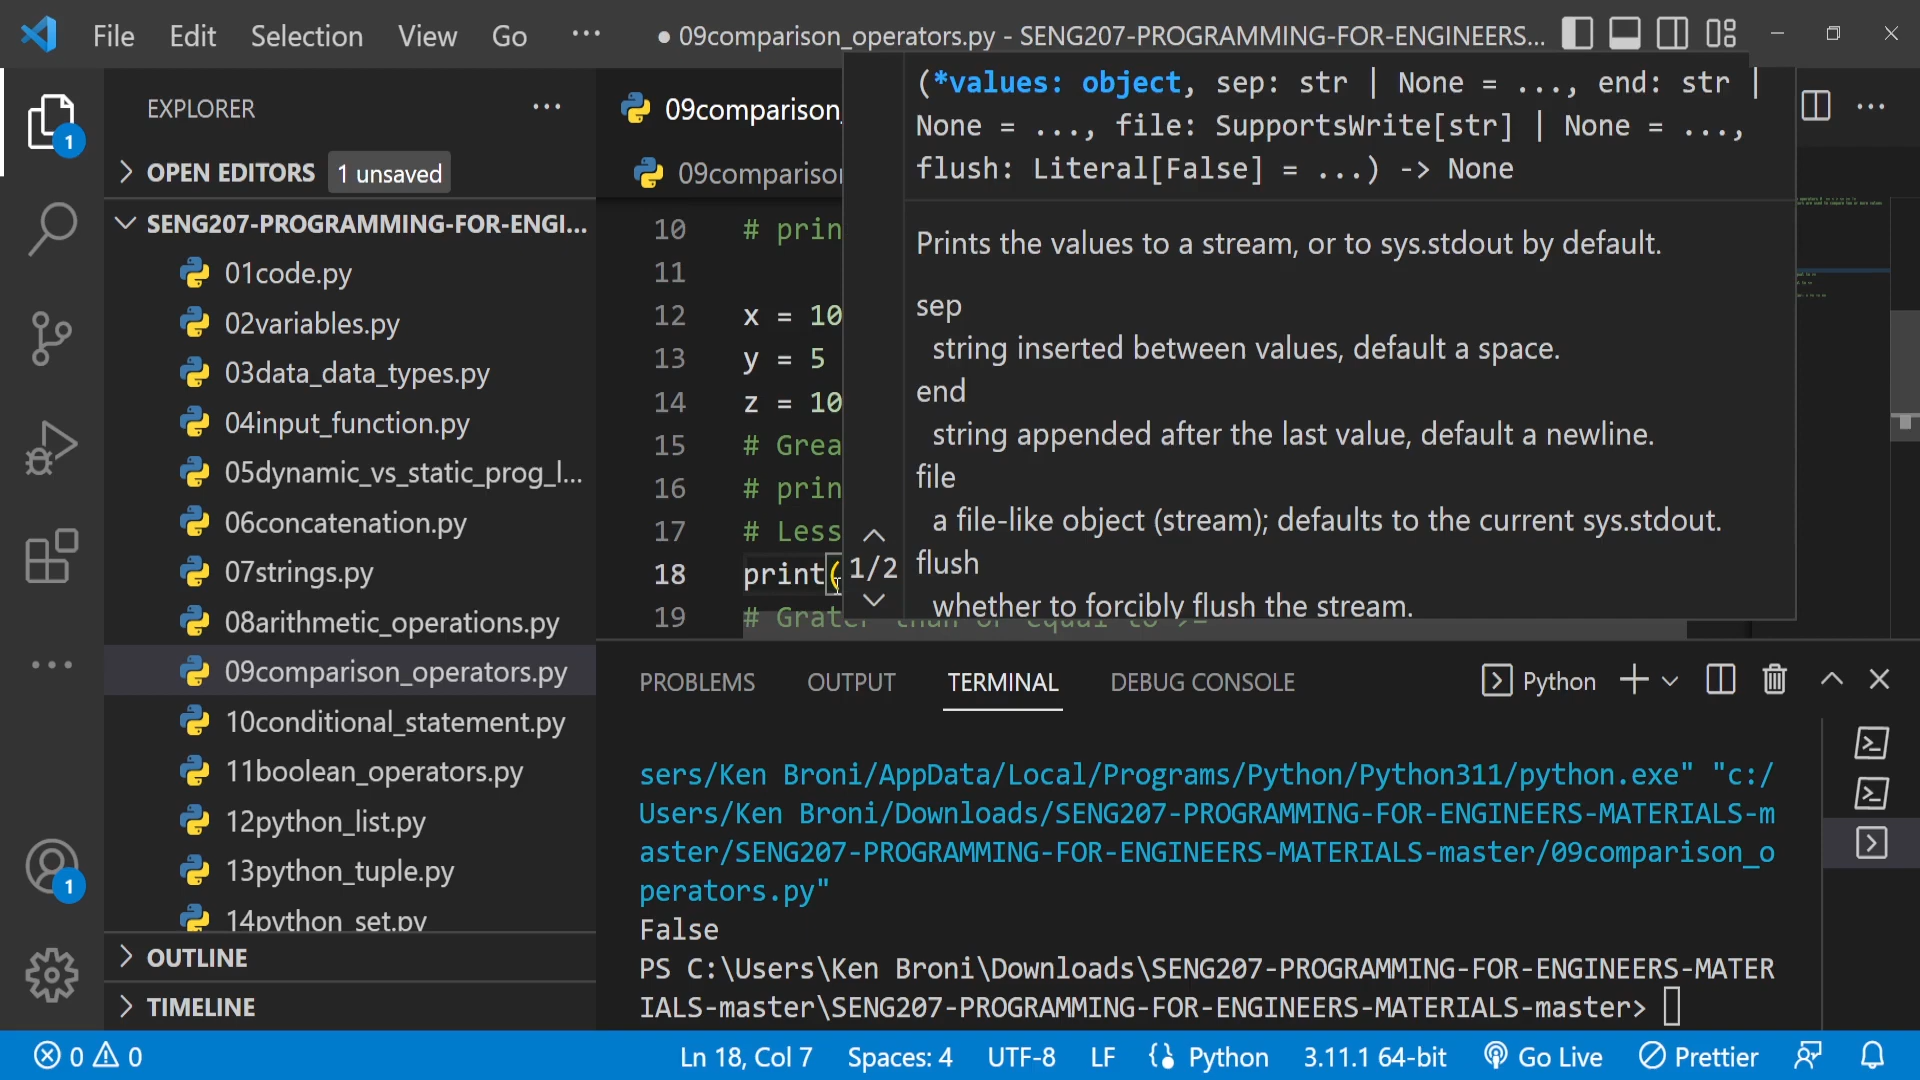 File Edit Selection View Go ··· ● 09comparison_operators.py - SENG207-PROGRAMMING-FOR-ENGINEERS...
EXPLORER ···
OPEN EDITORS 1 unsaved
SENG207-PROGRAMMING-FOR-ENGI...
01code.py
02variables.py
03data_data_types.py
04input_function.py
05dynamic_vs_static_prog_l...
06concatenation.py
07strings.py
08arithmetic_operations.py
09comparison_operators.py
10conditional_statement.py
11boolean_operators.py
12python_list.py
13python_tuple.py
14python_set.py
OUTLINE
TIMELINE
1
1
09comparison_
09comparison
10 # prin
11
12 x = 10
13 y = 5
14 z = 10
15 # Grea
16 # prin
17 # Less
18 print(
19 # Grater than or equal to >=
1/2
(*values: object, sep: str | None = ..., end: str |
None = ..., file: SupportsWrite[str] | None = ...,
flush: Literal[False] = ...) -> None
Prints the values to a stream, or to sys.stdout by default.
sep
string inserted between values, default a space.
end
string appended after the last value, default a newline.
file
a file-like object (stream); defaults to the current sys.stdout.
flush
whether to forcibly flush the stream.
PROBLEMS OUTPUT TERMINAL DEBUG CONSOLE Python
sers/Ken Broni/AppData/Local/Programs/Python/Python311/python.exe" "c:/
Users/Ken Broni/Downloads/SENG207-PROGRAMMING-FOR-ENGINEERS-MATERIALS-m
aster/SENG207-PROGRAMMING-FOR-ENGINEERS-MATERIALS-master/09comparison_o
perators.py"
False
PS C:\Users\Ken Broni\Downloads\SENG207-PROGRAMMING-FOR-ENGINEERS-MATER
IALS-master\SENG207-PROGRAMMING-FOR-ENGINEERS-MATERIALS-master>
0 0 Ln 18, Col 7 Spaces: 4 UTF-8 LF Python 3.11.1 64-bit Go Live Prettier